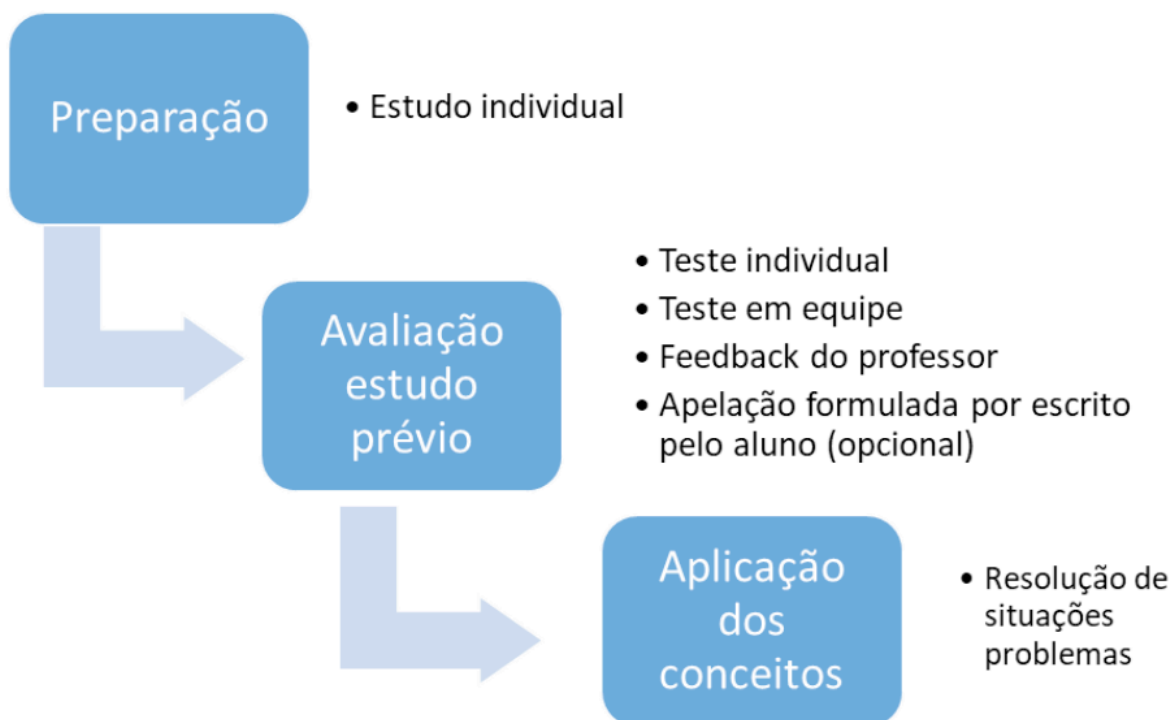 Preparação
• Estudo individual
Avaliação
estudo
prévio
• Teste individual
• Teste em equipe
• Feedback do professor
• Apelação formulada por escrito
pelo aluno (opcional)
Aplicação
dos
conceitos
• Resolução de
situações
problemas